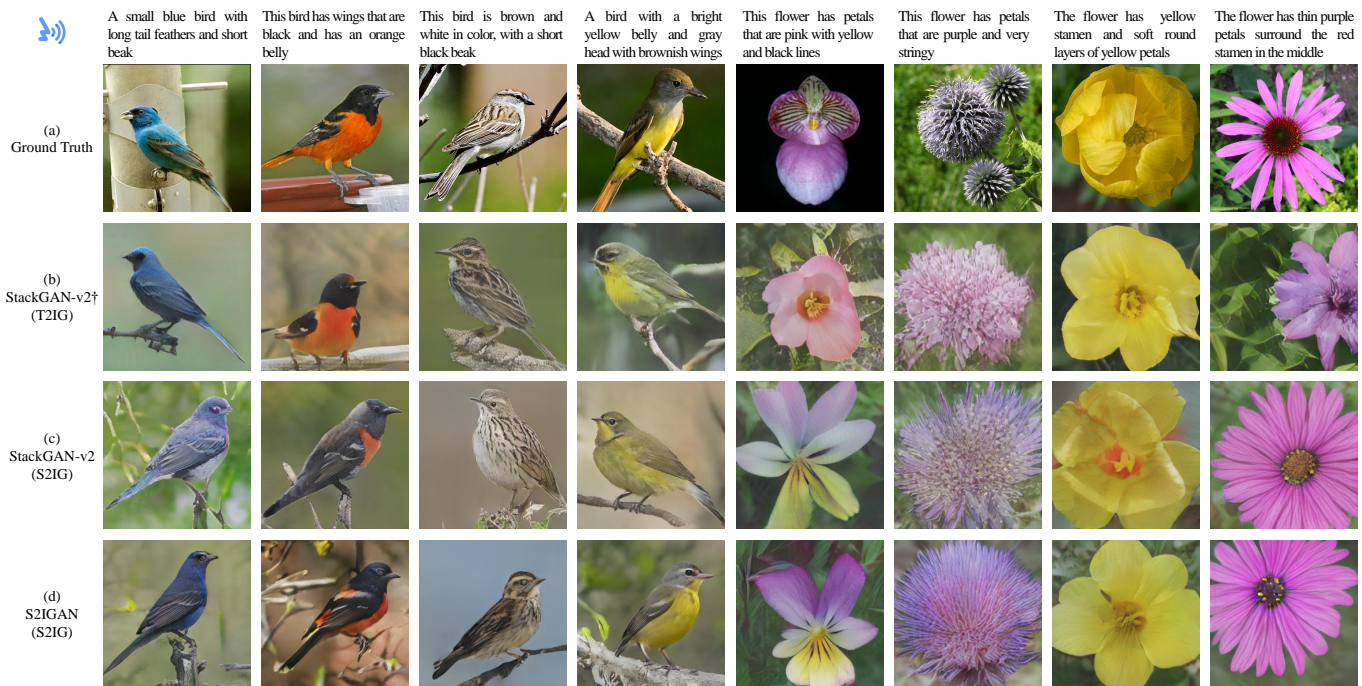 A small blue bird with
long tail feathers and short
beak
This bird has wings that are
black and has an orange
belly
This bird is brown and
white in color, with a short
black beak
A bird with a bright
yellow belly and gray
head with brownish wings
This flower has petals
that are pink with yellow
and black lines
This flower has petals
that are purple and very
stringy
The flower has yellow
stamen and soft round
layers of yellow petals
The flower has thin purple
petals surround the red
stamen in the middle
(a)
Ground Truth
(b)
StackGAN-v2†
(T2IG)
(c)
StackGAN-v2
(S2IG)
(d)
S2IGAN
(S2IG)